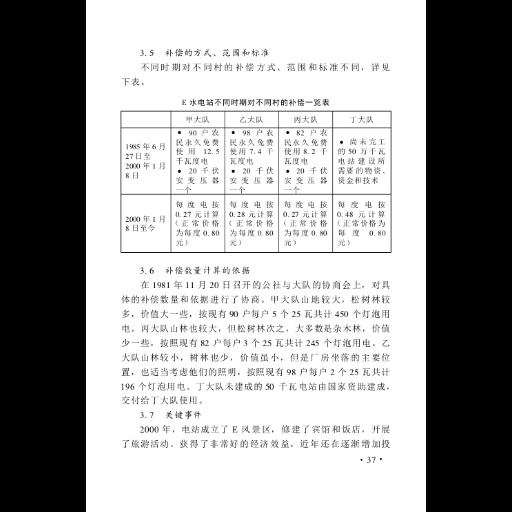 3.5 补偿的方式、范围和标准
不同时期对不同村的补偿方式、范围和标准不同，详见
下表。
E 水电站不同时期对不同村的补偿一览表
甲大队 乙大队 丙大队 丁大队
1985 年 6 月
27 日至
2000 年 1 月
8 日
● 90 户农
民永久免费
使用 12.5
千瓦度电
● 20 千伏
安变压器
一个
● 98 户农
民永久免费
使用 7.4 千
瓦度电
● 20 千伏
安变压器
一个
● 82 户农
民永久免费
使用 8.2 千
瓦度电
● 20 千伏
安变压器
一个
● 尚未完工
的 50 万千瓦
电站建设所
需要的物资、
资金和技术
2000 年 1 月
8 日至今
每度电按
0.27 元计算
（正常价格
为每度 0.80
元）
每度电按
0.28 元计算
（正常价格
为每度 0.80
元）
每度电按
0.27 元计算
（正常价格
为每度 0.80
元）
每度电按
0.48 元计算
（正常价格
为每度 0.80
元）
3.6 补偿数量计算的依据
在 1981 年 11 月 20 日召开的公社与大队的协商会上，对具
体的补偿数量和依据进行了协商。甲大队山地较大，松树林较
多，价值大一些，按现有 90 户每户 5 个 25 瓦共计 450 个灯泡用
电。丙大队山林也较大，但松树林次之，大多数是杂木林，价值
少一些，按照现有 82 户每户 3 个 25 瓦共计 245 个灯泡用电。乙
大队山林较小，树林也少，价值虽小，但是厂房坐落的主要位
置，也适当考虑他们的照明，按照现有 98 户每户 2 个 25 瓦共计
196 个灯泡用电。丁大队未建成的 50 千瓦电站由国家资助建成，
交付给丁大队使用。
3.7 关键事件
2000 年，电站成立了 E 风景区，修建了宾馆和饭店，开展
了旅游活动。获得了非常好的经济效益，近年还在逐渐增加投
· 37 ·